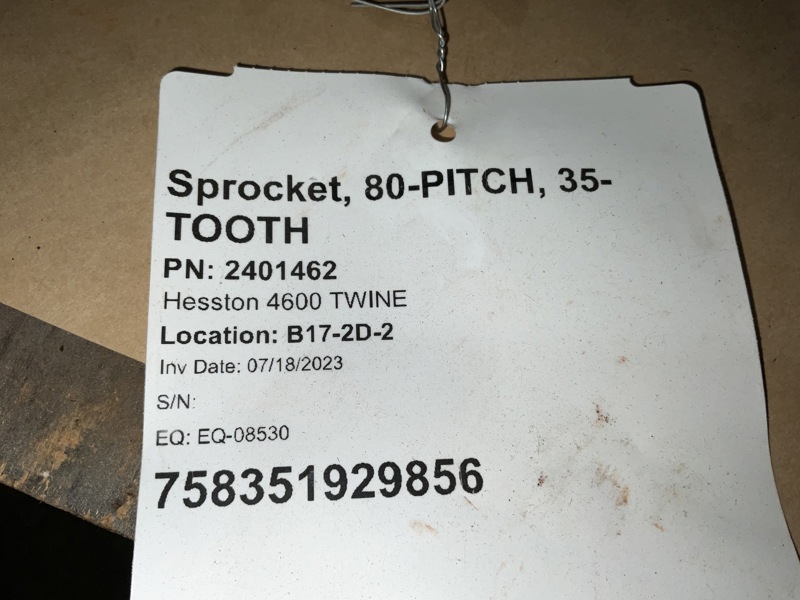 Sprocket, 80-PITCH, 35-
TOOTH
PN: 2401462
Hesston 4600 TWINE
Location: B17-2D-2
Inv Date: 07/18/2023
S/N:
EQ: EQ-08530
758351929856